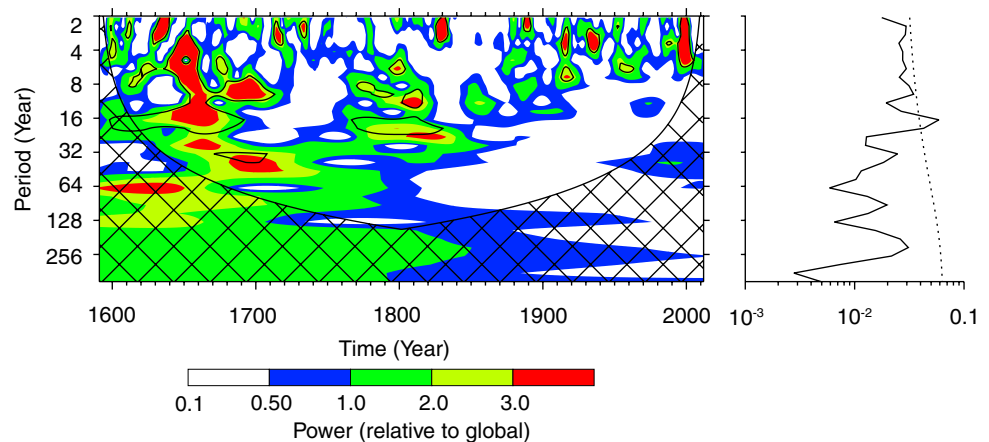 Period (Year)
2
4
8
16
32
64
128
256
1600 1700 1800 1900 2000
Time (Year)
10-3 10-2 0.1
0.1 0.50 1.0 2.0 3.0
Power (relative to global)